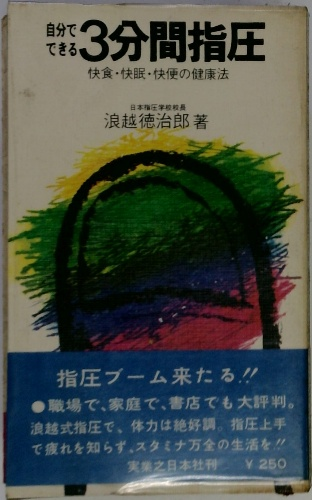 自分で
できる
3分間指圧
快食・快眠・快便の健康法
日本指圧学校校長
浪越徳治郎著
指圧ブーム来たる!!
●職場で、家庭で、書店でも大評判。
浪越式指圧で、体力は絶好調。指圧上手
で疲れを知らず、スタミナ万全の生活を!!
実業之日本社刊 ￥250